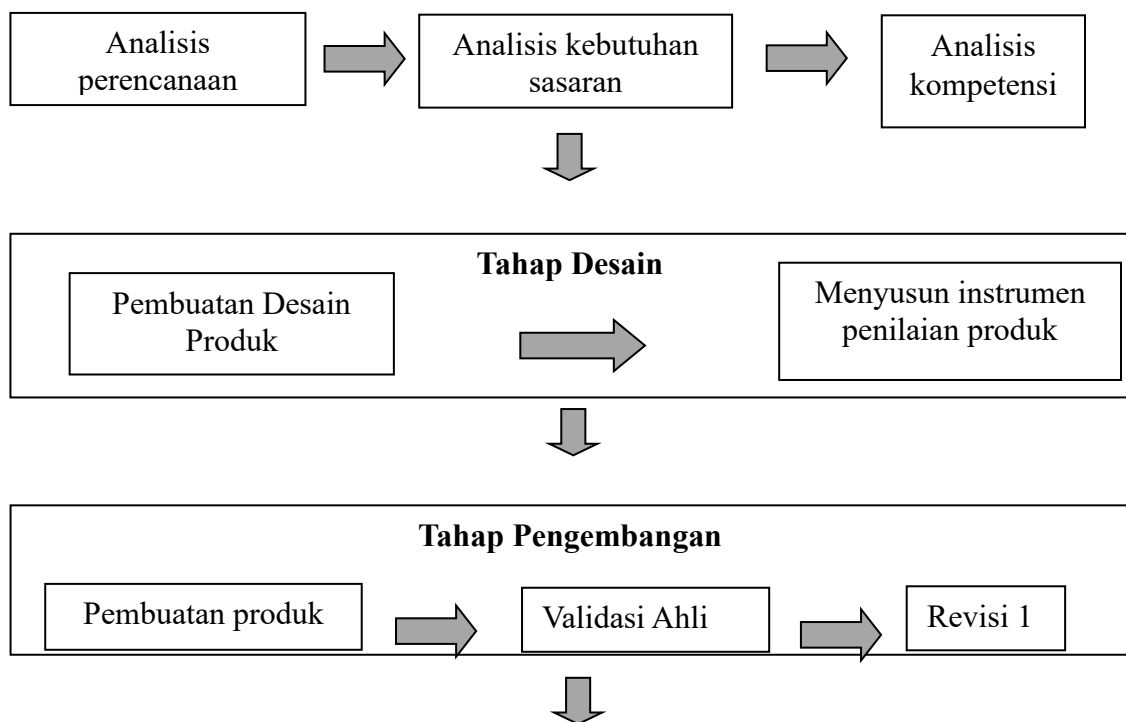 Analisis
perencanaan
Analisis kebutuhan
sasaran
Analisis
kompetensi
Tahap Desain
Pembuatan Desain
Produk
Menyusun instrumen
penilaian produk
Tahap Pengembangan
Pembuatan produk
Validasi Ahli
Revisi 1